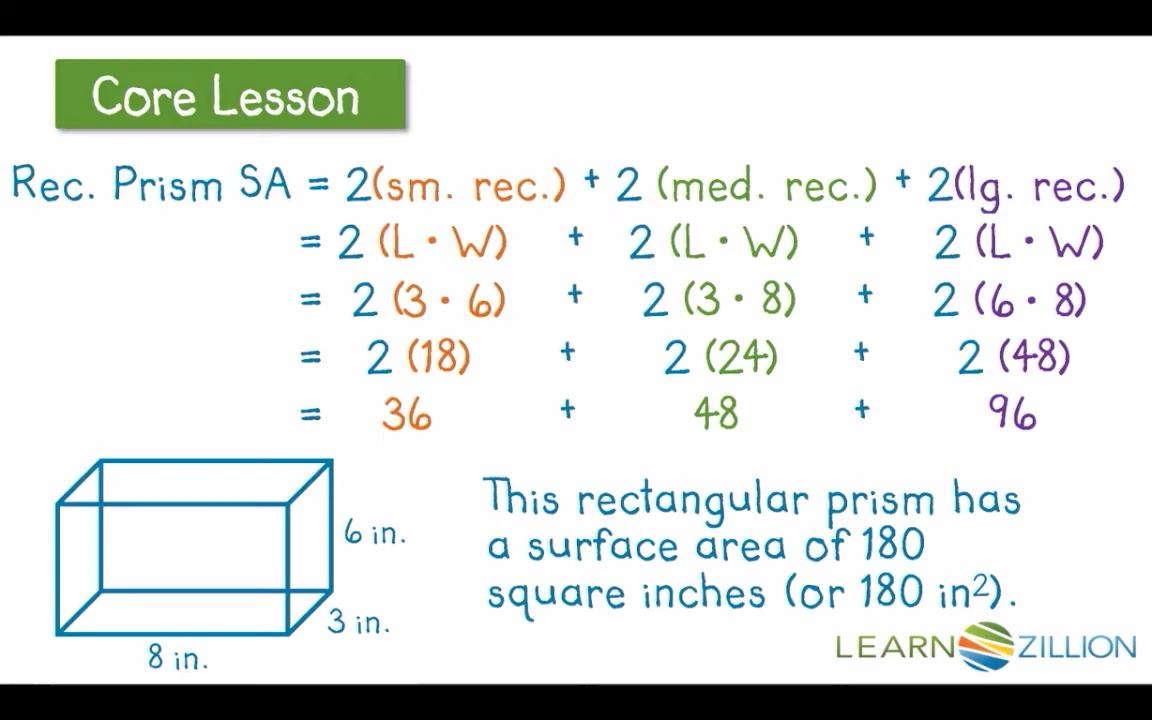 Core Lesson
Rec. Prism SA = 2(sm. rec.) + 2 (med. rec.) + 2(lg. rec.)
= 2 (L · W) + 2 (L · W) + 2 (L · W)
= 2 (3 · 6) + 2 (3 · 8) + 2 (6 · 8)
= 2 (18) + 2 (24) + 2 (48)
= 36 + 48 + 96
6 in.
3 in.
8 in.
This rectangular prism has
a surface area of 180
square inches (or 180 in²).
LEARN ZILLION